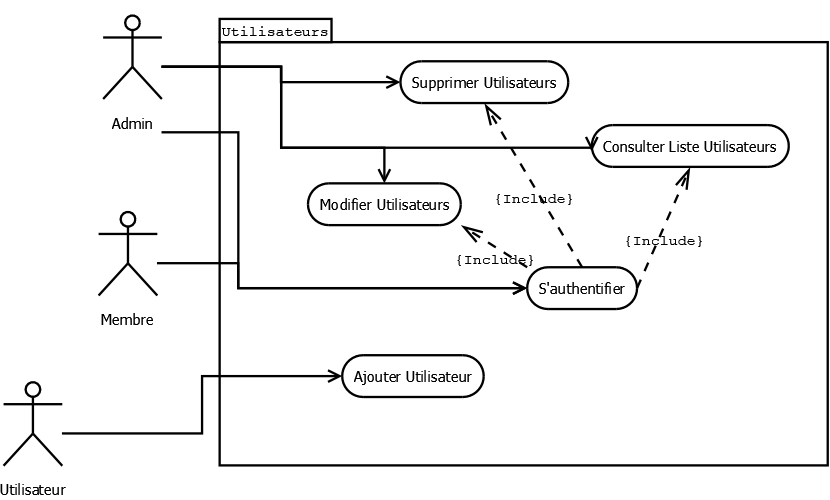 Utilisateurs
Supprimer Utilisateurs
Admin
Consulter Liste Utilisateurs
Modifier Utilisateurs
{Include}
{Include}
{Include}
S'authentifier
Membre
Ajouter Utilisateur
Utilisateur